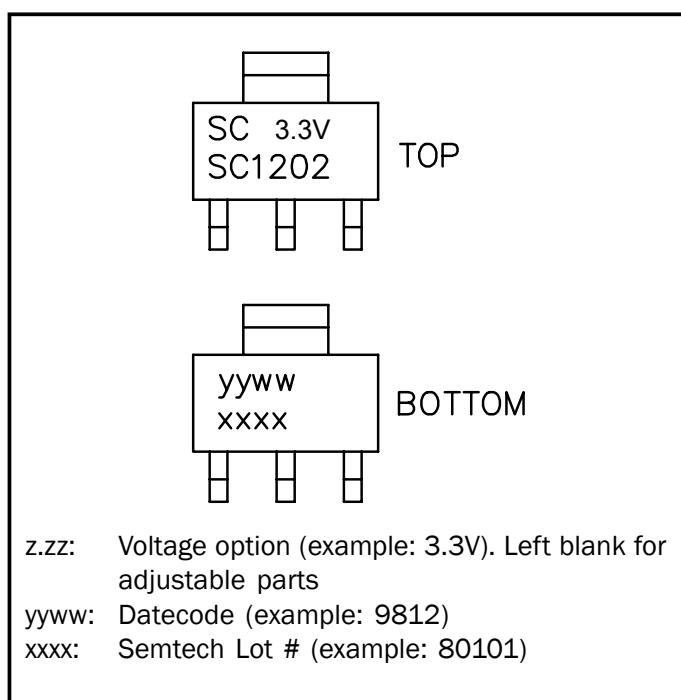 SC 3.3V
SC1202
TOP
yyww
xxxx
BOTTOM
z.zz: Voltage option (example: 3.3V). Left blank for
adjustable parts
yyww: Datecode (example: 9812)
xxxx: Semtech Lot # (example: 80101)